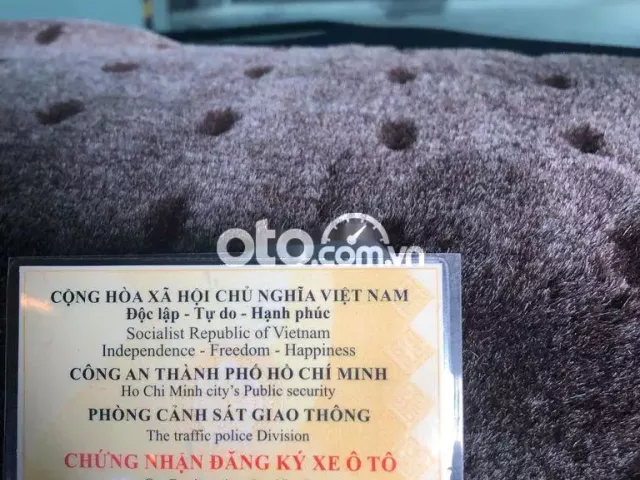 oto.com.vn
CỘNG HÒA XÃ HỘI CHỦ NGHĨA VIỆT NAM
Độc lập - Tự do - Hạnh phúc
Socialist Republic of Vietnam
Independence - Freedom - Happiness
CÔNG AN THÀNH PHỐ HỒ CHÍ MINH
Ho Chi Minh city's Public security
PHÒNG CẢNH SÁT GIAO THÔNG
The traffic police Division
CHỨNG NHẬN ĐĂNG KÝ XE Ô TÔ